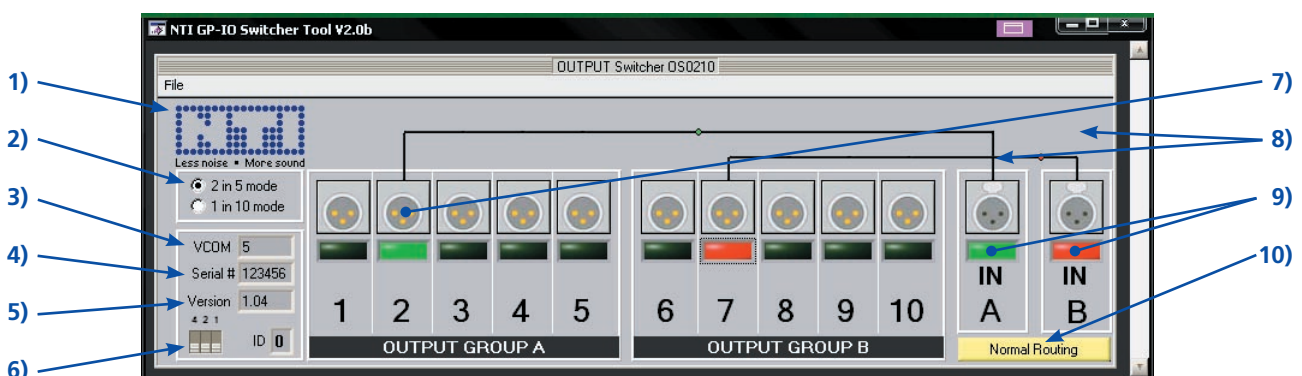 NTI GP-IO Switcher Tool V2.0b
x
OUTPUT Switcher OS0210
File
1)
NTI
Less noise ▪ More sound
2)
2 in 5 mode
1 in 10 mode
3)
VCOM 5
4)
Serial # 123456
5)
Version 1.04
4 2 1
6)
ID 0
1 2 3 4 5
OUTPUT GROUP A
6 7 8 9 10
OUTPUT GROUP B
IN
A
IN
B
Normal Routing
7)
8)
9)
10)